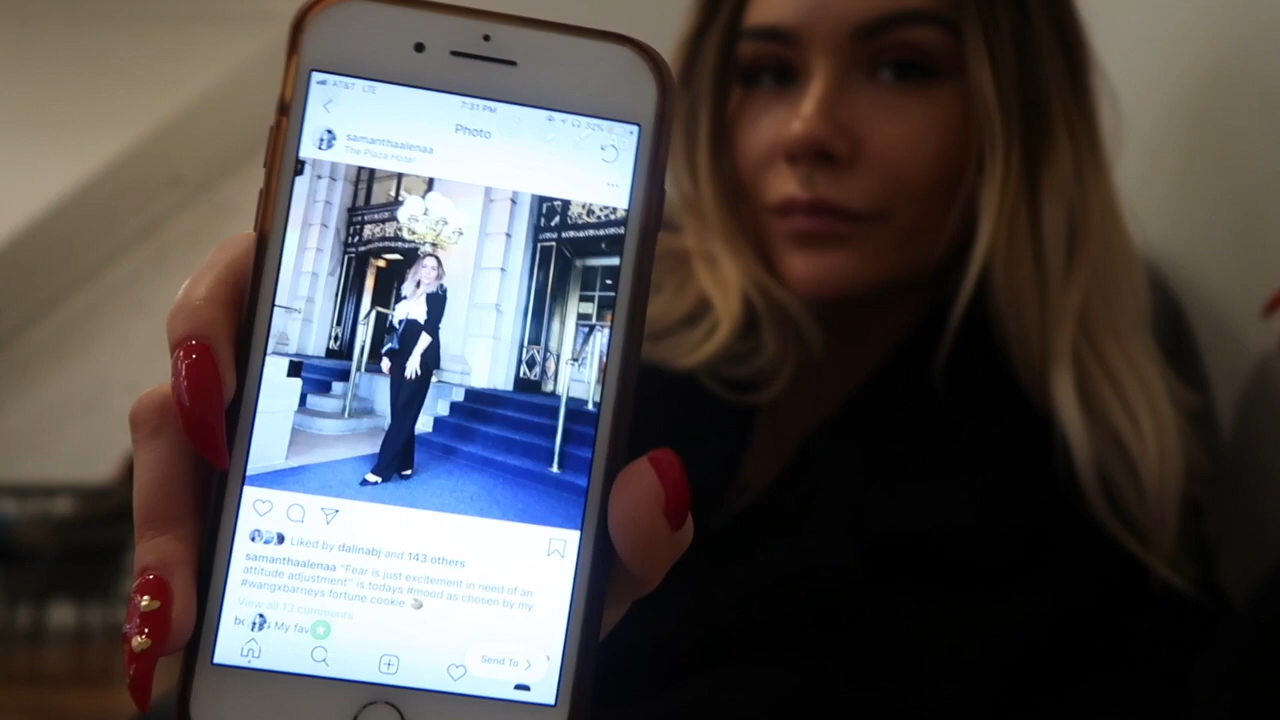 AT&T LTE
7:31 PM
32%
Photo
samanthaalenaa
The Plaza Hotel
Liked by dalinabj and 143 others
samanthaalenaa "Fear is just excitement in need of an
attitude adjustment" is todays #mood as chosen by my
#wangxbarneys fortune cookie
View all 13 comments
My fav
Send To